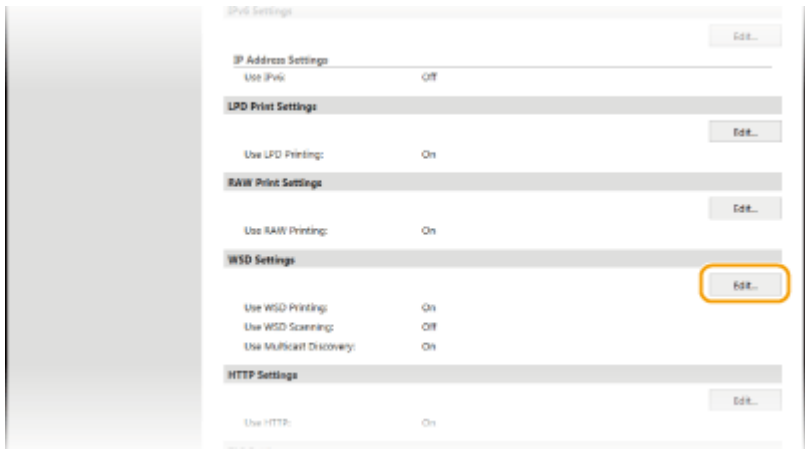 IPv6 Settings
Edit...
IP Address Settings
Use IPv6: Off
LPD Print Settings
Edit...
Use LPD Printing: On
RAW Print Settings
Edit...
Use RAW Printing: On
WSD Settings
Edit...
Use WSD Printing: On
Use WSD Scanning: Off
Use Multicast Discovery: On
HTTP Settings
Edit...
Use HTTP: On